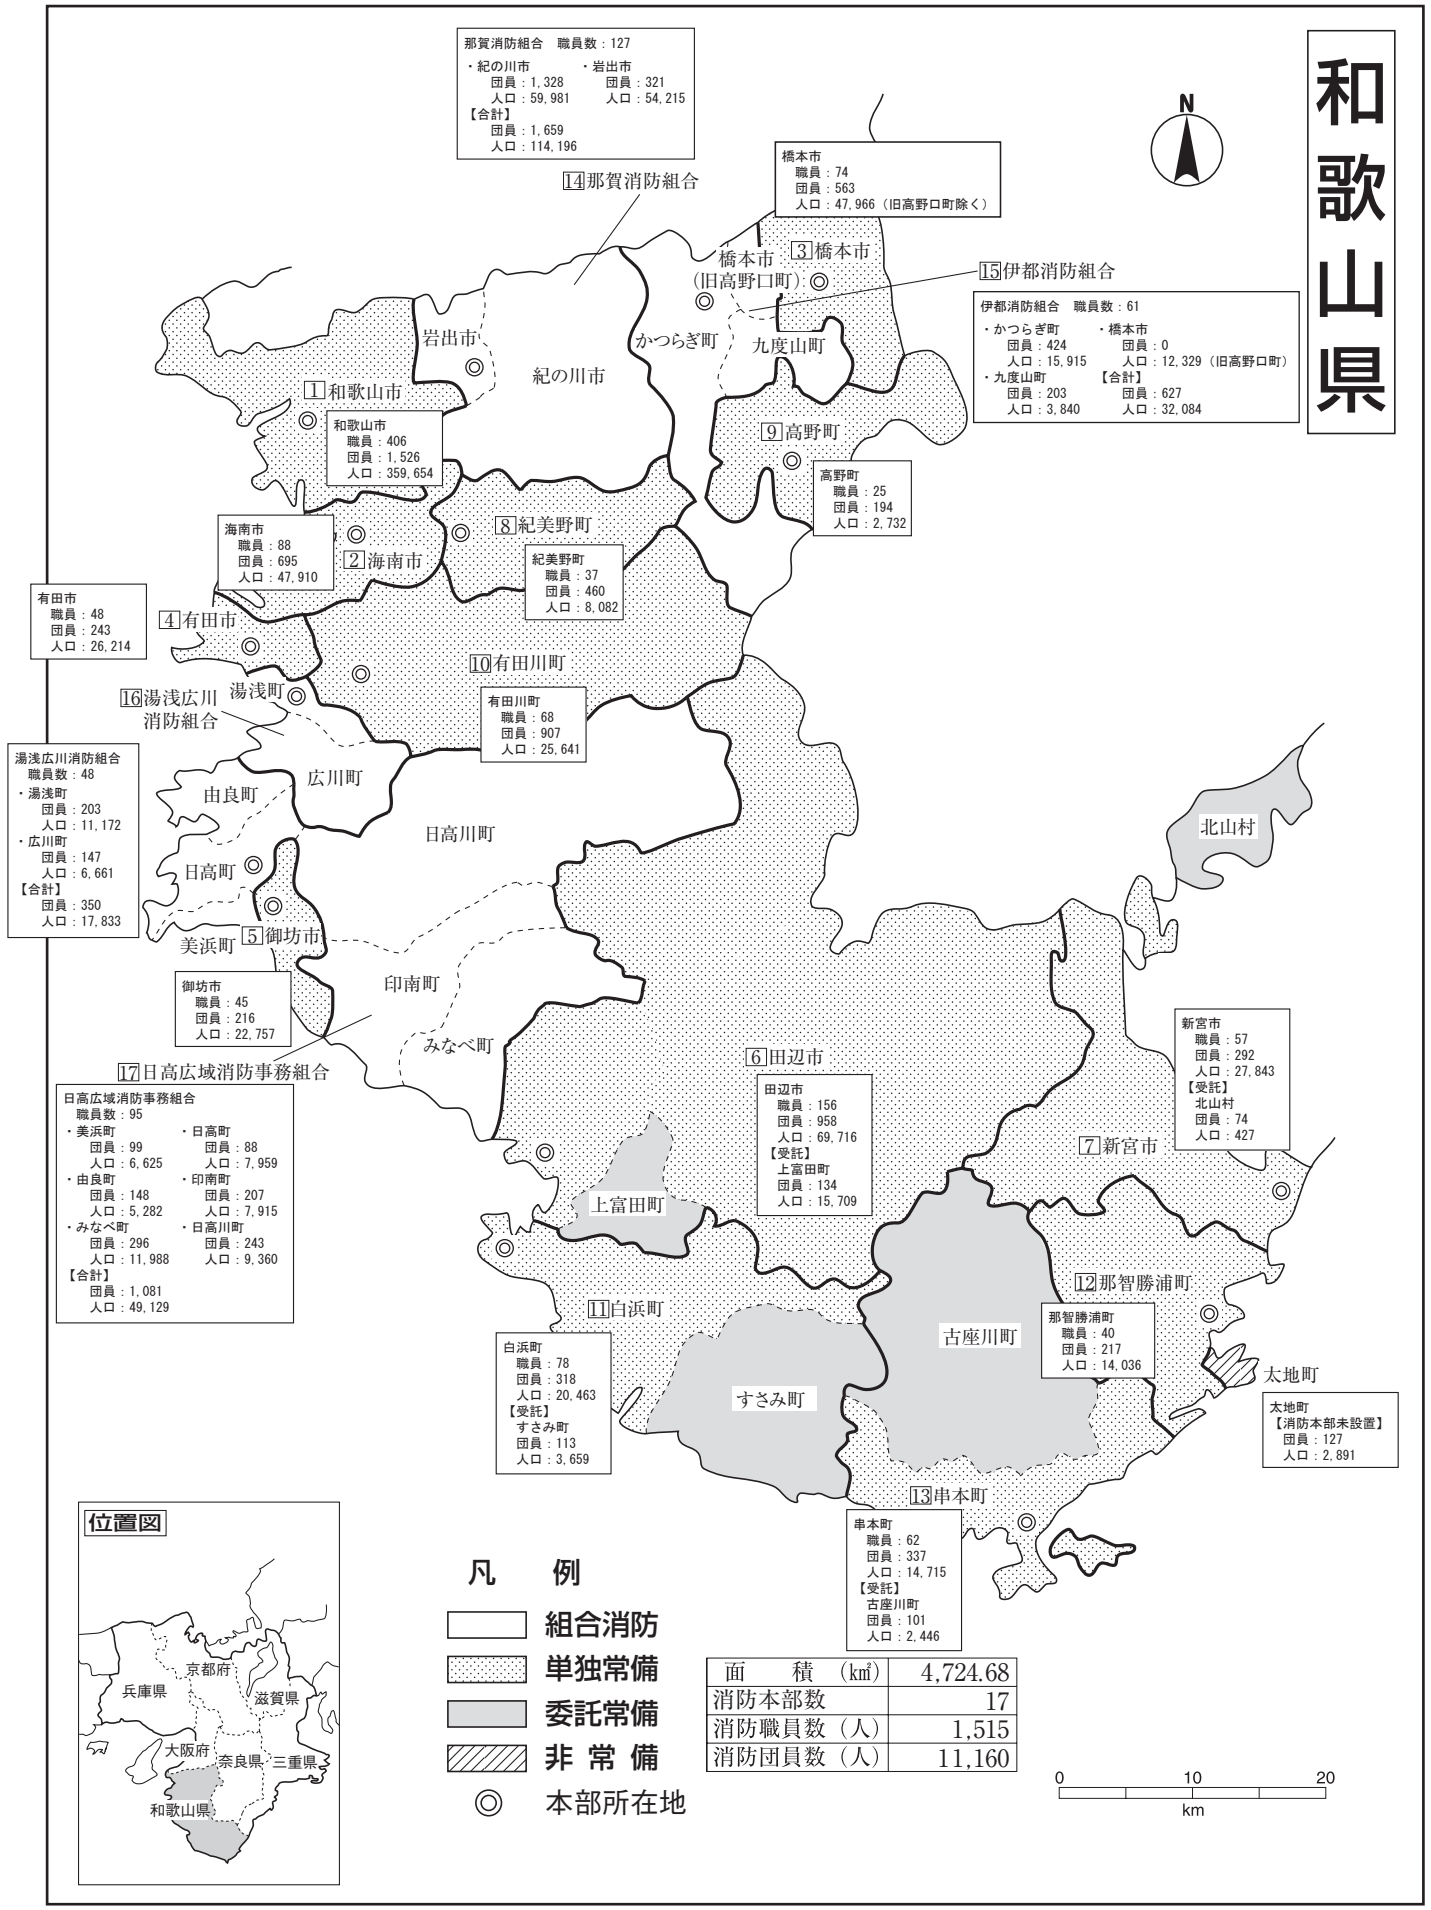 和歌山県
N
那賀消防組合　職員数：127
・紀の川市　・岩出市
団員：1,328　団員：321
人口：59,981　人口：54,215
【合計】
団員：1,659
人口：114,196
14那賀消防組合
橋本市
職員：74
団員：563
人口：47,966（旧高野口町除く）
3橋本市
橋本市
（旧高野口町）
15伊都消防組合
伊都消防組合　職員数：61
・かつらぎ町　・橋本市
団員：424　団員：0
人口：15,915　人口：12,329（旧高野口町）
・九度山町　【合計】
団員：203　団員：627
人口：3,840　人口：32,084
岩出市
かつらぎ町
九度山町
紀の川市
1和歌山市
和歌山市
職員：406
団員：1,526
人口：359,654
9高野町
高野町
職員：25
団員：194
人口：2,732
海南市
職員：88
団員：695
人口：47,910
2海南市
8紀美野町
紀美野町
職員：37
団員：460
人口：8,082
有田市
職員：48
団員：243
人口：26,214
4有田市
10有田川町
有田川町
職員：68
団員：907
人口：25,641
湯浅町
16湯浅広川
消防組合
湯浅広川消防組合
職員数：48
・湯浅町
団員：203
人口：11,172
・広川町
団員：147
人口：6,661
【合計】
団員：350
人口：17,833
広川町
由良町
日高川町
北山村
日高町
美浜町
5御坊市
御坊市
職員：45
団員：216
人口：22,757
印南町
みなべ町
17日高広域消防事務組合
日高広域消防事務組合
職員数：95
・美浜町　・日高町
団員：99　団員：88
人口：6,625　人口：7,959
・由良町　・印南町
団員：148　団員：207
人口：5,282　人口：7,915
・みなべ町　・日高川町
団員：296　団員：243
人口：11,988　人口：9,360
【合計】
団員：1,081
人口：49,129
6田辺市
田辺市
職員：156
団員：958
人口：69,716
【受託】
上富田町
団員：134
人口：15,709
新宮市
職員：57
団員：292
人口：27,843
【受託】
北山村
団員：74
人口：427
7新宮市
上富田町
12那智勝浦町
那智勝浦町
職員：40
団員：217
人口：14,036
11白浜町
白浜町
職員：78
団員：318
人口：20,463
【受託】
すさみ町
団員：113
人口：3,659
古座川町
すさみ町
太地町
太地町
【消防本部未設置】
団員：127
人口：2,891
13串本町
串本町
職員：62
団員：337
人口：14,715
【受託】
古座川町
団員：101
人口：2,446
位置図
京都府
兵庫県
滋賀県
大阪府
奈良県
三重県
和歌山県
凡　例
組合消防
単独常備
委託常備
非常備
本部所在地
面　積（㎢）　4,724.68
消防本部数　17
消防職員数（人）　1,515
消防団員数（人）　11,160
0　10　20
km